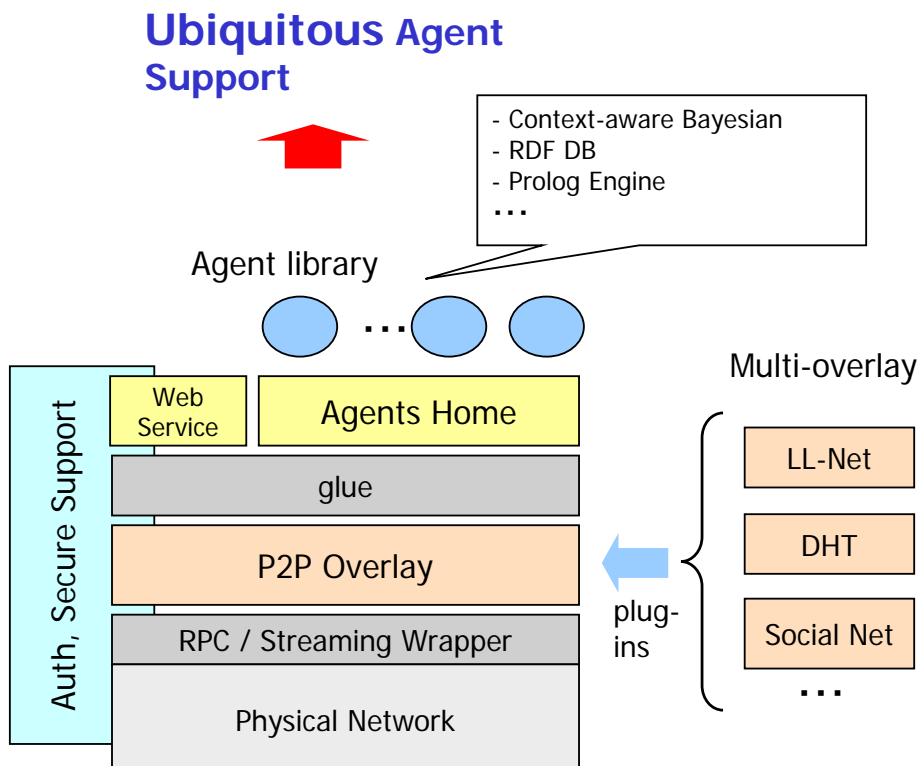 Ubiquitous Agent
Support
- Context-aware Bayesian
- RDF DB
- Prolog Engine
...
Agent library
...
Multi-overlay
Web
Service
Agents Home
LL-Net
glue
Auth, Secure Support
DHT
P2P Overlay
plug-
ins
RPC / Streaming Wrapper
Social Net
...
Physical Network